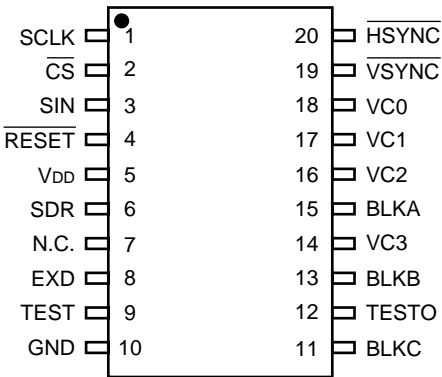 SCLK 1 20 HSYNC
CS 2 19 VSYNC
SIN 3 18 VC0
RESET 4 17 VC1
VDD 5 16 VC2
SDR 6 15 BLKA
N.C. 7 14 VC3
EXD 8 13 BLKB
TEST 9 12 TESTO
GND 10 11 BLKC